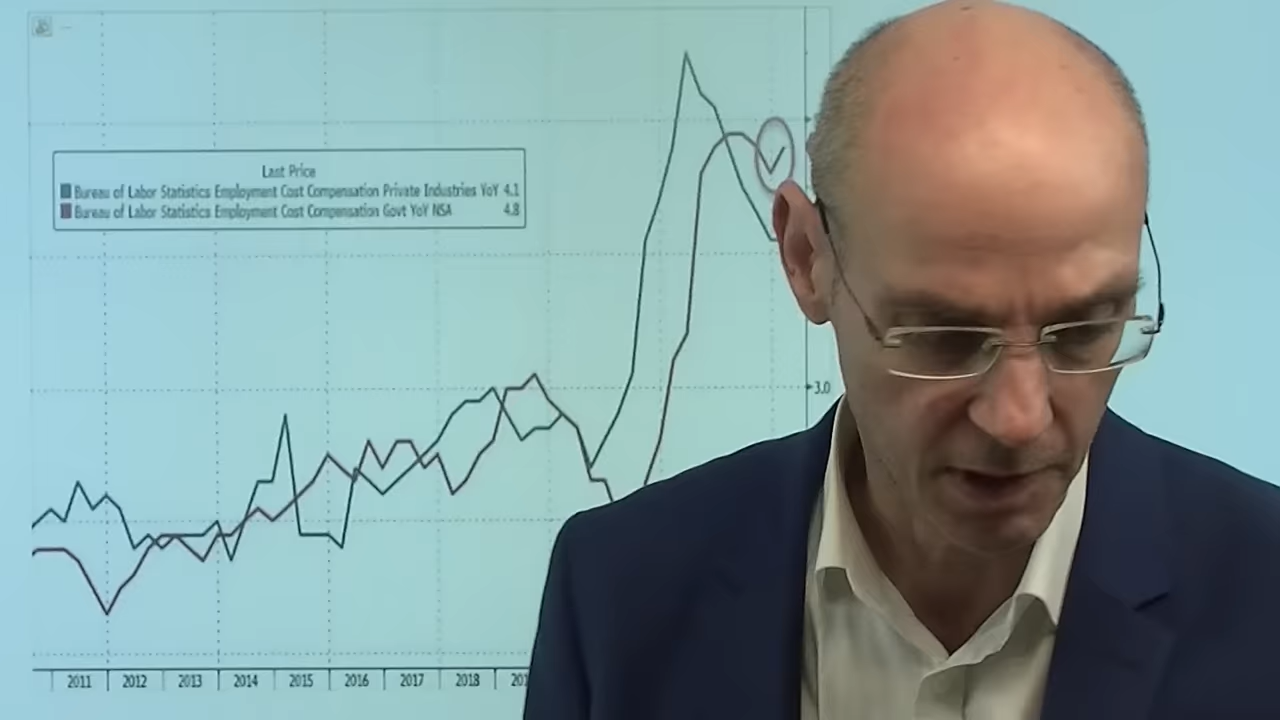 Last Price
Bureau of Labor Statistics Employment Cost Compensation Private Industries YoY 4.1
Bureau of Labor Statistics Employment Cost Compensation Govt YoY NSA 4.8
3.0
2011 2012 2013 2014 2015 2016 2017 2018